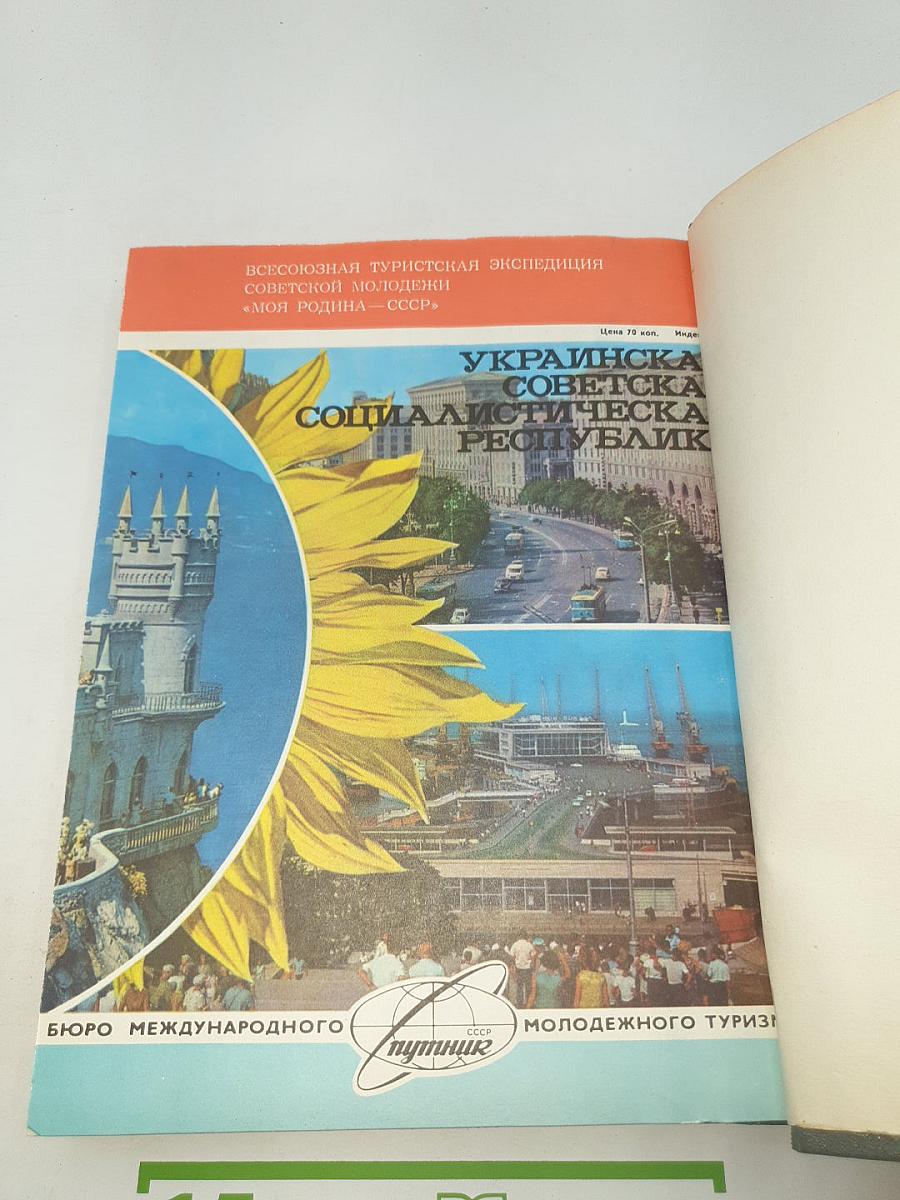 ВСЕСОЮЗНАЯ ТУРИСТСКАЯ ЭКСПЕДИЦИЯ
СОВЕТСКОЙ МОЛОДЕЖИ
«МОЯ РОДИНА—СССР»
Цена 70 коп. Инде
УКРАИНСКА
СОВЕТСКА
СОЦИАЛИСТИЧЕСКА
РЕСПУБЛИК
БЮРО МЕЖДУНАРОДНОГО
СССР
Спутник
МОЛОДЕЖНОГО ТУРИЗМ